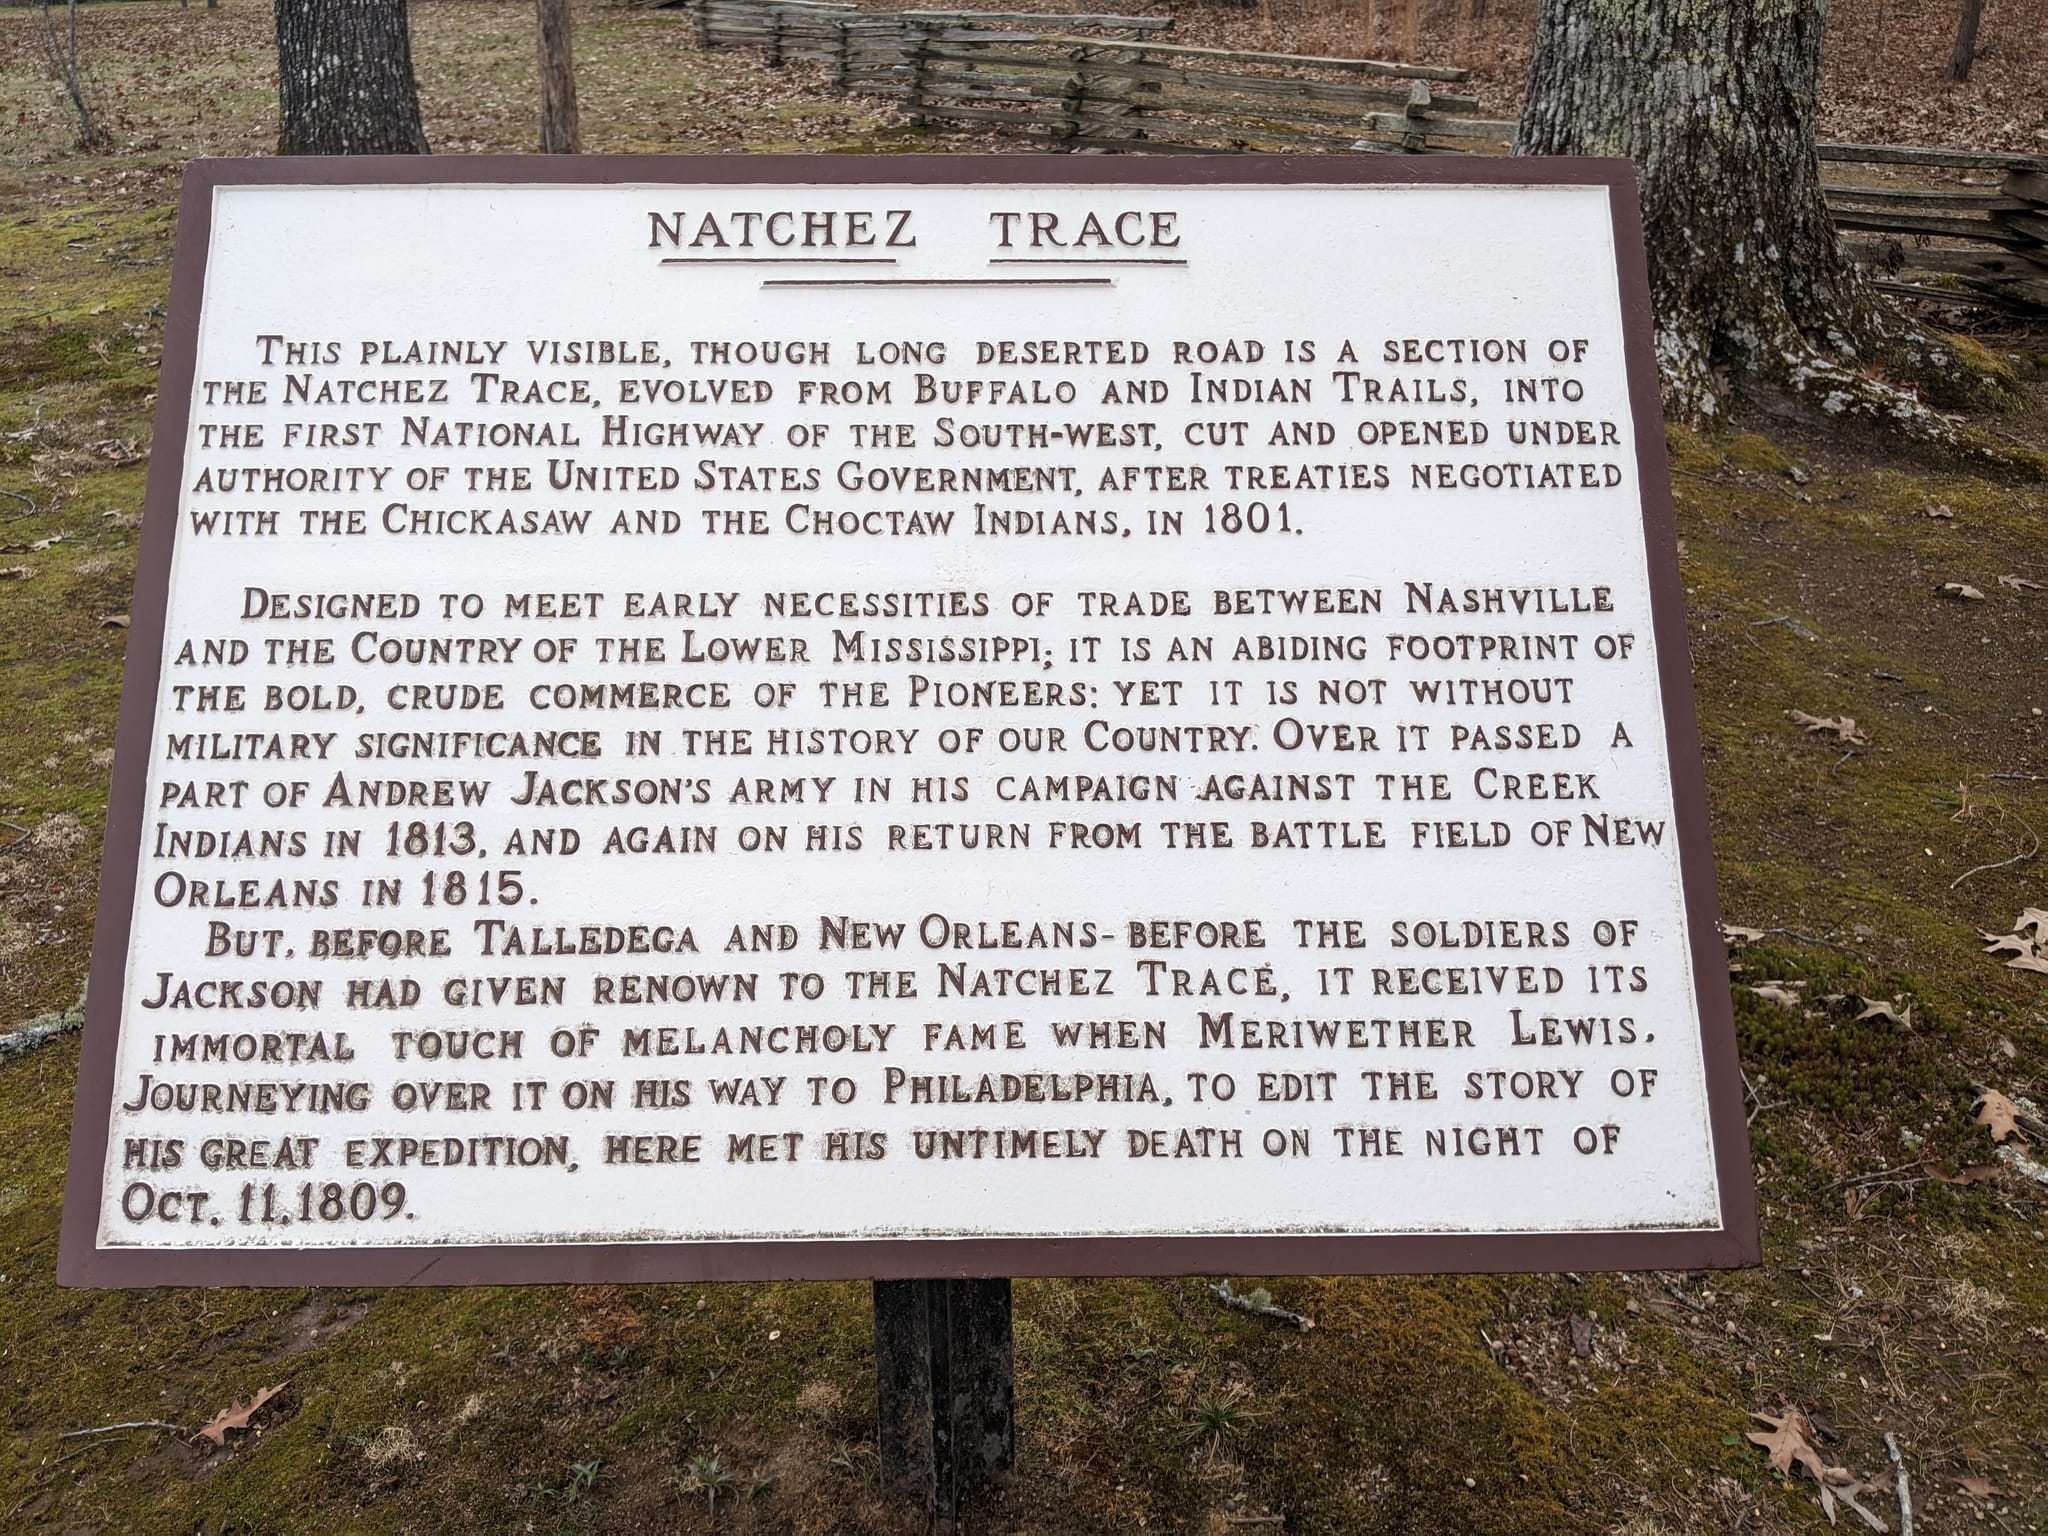 NATCHEZ TRACE
THIS PLAINLY VISIBLE, THOUGH LONG DESERTED ROAD IS A SECTION OF
THE NATCHEZ TRACE, EVOLVED FROM BUFFALO AND INDIAN TRAILS, INTO
THE FIRST NATIONAL HIGHWAY OF THE SOUTH-WEST, CUT AND OPENED UNDER
AUTHORITY OF THE UNITED STATES GOVERNMENT, AFTER TREATIES NEGOTIATED
WITH THE CHICKASAW AND THE CHOCTAW INDIANS, IN 1801.
DESIGNED TO MEET EARLY NECESSITIES OF TRADE BETWEEN NASHVILLE
AND THE COUNTRY OF THE LOWER MISSISSIPPI; IT IS AN ABIDING FOOTPRINT OF
THE BOLD, CRUDE COMMERCE OF THE PIONEERS: YET IT IS NOT WITHOUT
MILITARY SIGNIFICANCE IN THE HISTORY OF OUR COUNTRY. OVER IT PASSED A
PART OF ANDREW JACKSON'S ARMY IN HIS CAMPAIGN AGAINST THE CREEK
INDIANS IN 1813, AND AGAIN ON HIS RETURN FROM THE BATTLE FIELD OF NEW
ORLEANS IN 1815.
BUT, BEFORE TALLEDEGA AND NEW ORLEANS- BEFORE THE SOLDIERS OF
JACKSON HAD GIVEN RENOWN TO THE NATCHEZ TRACE, IT RECEIVED ITS
IMMORTAL TOUCH OF MELANCHOLY FAME WHEN MERIWETHER LEWIS,
JOURNEYING OVER IT ON HIS WAY TO PHILADELPHIA, TO EDIT THE STORY OF
HIS GREAT EXPEDITION, HERE MET HIS UNTIMELY DEATH ON THE NIGHT OF
OCT. 11, 1809.